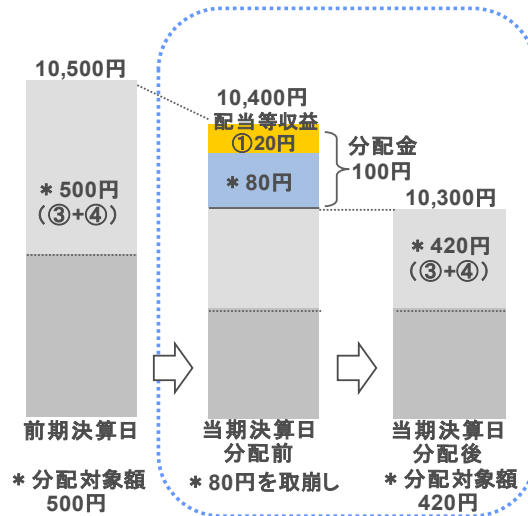 10,500円
＊500円
（③+④）
前期決算日
＊分配対象額
500円
10,400円
配当等収益
①20円
＊80円
分配金
100円
当期決算日
分配前
＊80円を取崩し
10,300円
＊420円
（③+④）
当期決算日
分配後
＊分配対象額
420円